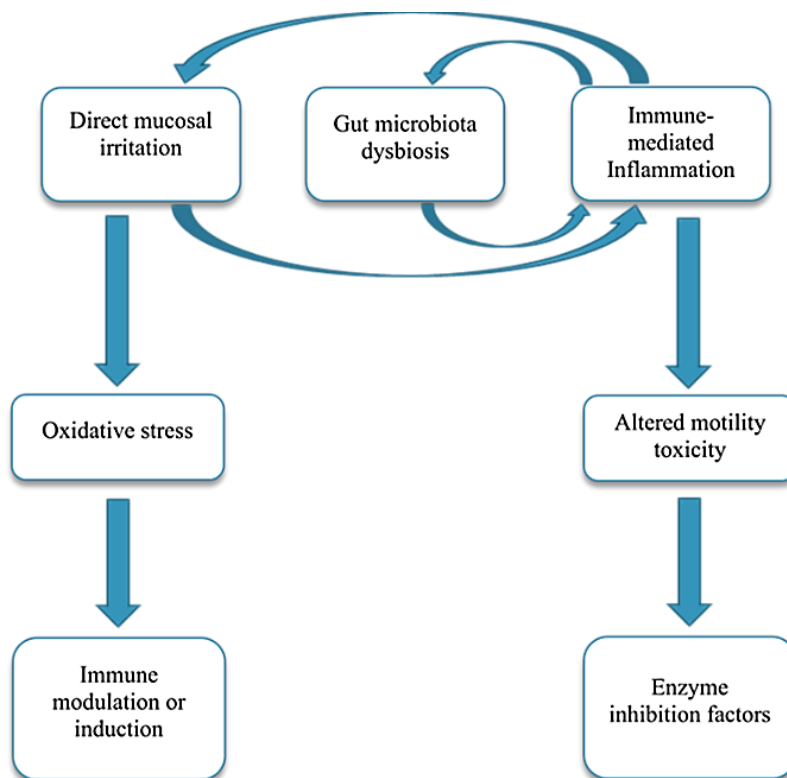 Direct mucosal
irritation
Gut microbiota
dysbiosis
Immune-
mediated
Inflammation
Oxidative stress
Altered motility
toxicity
Immune
modulation or
induction
Enzyme
inhibition factors